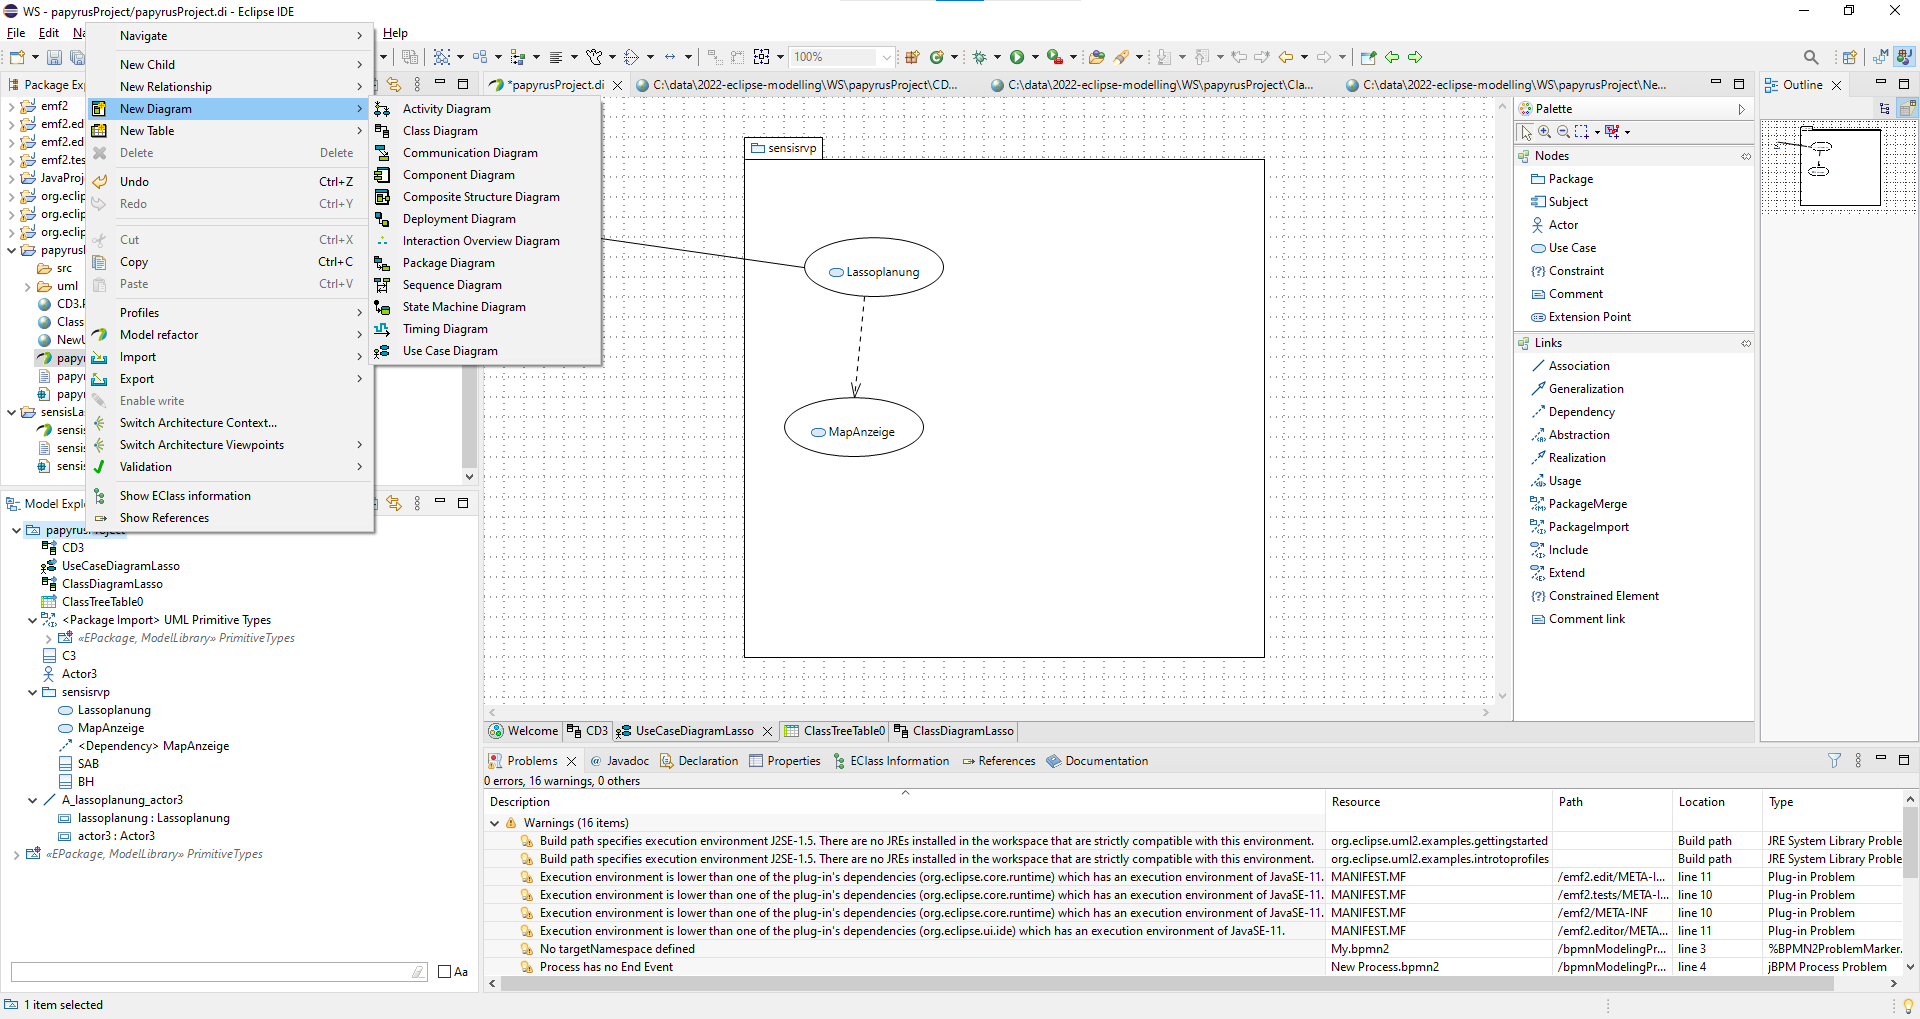 WS - papyrusProject/papyrusProject.di - Eclipse IDE
File Edit Na Help
100%
Package Ex
emf2
emf2.ed
emf2.ed
emf2.tes
JavaProj
org.eclip
org.eclip
org.eclip
papyrus
src
uml
CD3.P
Class
NewU
papyr
papyr
papyr
sensisLa
sensis
sensis
sensis
Navigate
New Child
New Relationship
New Diagram
New Table
Delete Delete
Undo Ctrl+Z
Redo Ctrl+Y
Cut Ctrl+X
Copy Ctrl+C
Paste Ctrl+V
Profiles
Model refactor
Import
Export
Enable write
Switch Architecture Context...
Switch Architecture Viewpoints
Validation
Show EClass information
Show References
Activity Diagram
Class Diagram
Communication Diagram
Component Diagram
Composite Structure Diagram
Deployment Diagram
Interaction Overview Diagram
Package Diagram
Sequence Diagram
State Machine Diagram
Timing Diagram
Use Case Diagram
Model Expl
papyrusProject
CD3
UseCaseDiagramLasso
ClassDiagramLasso
ClassTreeTable0
<Package Import> UML Primitive Types
«EPackage, ModelLibrary» PrimitiveTypes
C3
Actor3
sensisrvp
Lassoplanung
MapAnzeige
<Dependency> MapAnzeige
SAB
BH
A_lassoplanung_actor3
lassoplanung : Lassoplanung
actor3 : Actor3
«EPackage, ModelLibrary» PrimitiveTypes
Aa
1 item selected
*papyrusProject.di
C:\data\2022-eclipse-modelling\WS\papyrusProject\CD...
C:\data\2022-eclipse-modelling\WS\papyrusProject\Cla...
C:\data\2022-eclipse-modelling\WS\papyrusProject\Ne...
sensisrvp
Lassoplanung
MapAnzeige
Palette
Nodes
Package
Subject
Actor
Use Case
Constraint
Comment
Extension Point
Links
Association
Generalization
Dependency
Abstraction
Realization
Usage
PackageMerge
PackageImport
Include
Extend
Constrained Element
Comment link
Outline
Welcome CD3 UseCaseDiagramLasso ClassTreeTable0 ClassDiagramLasso
Problems Javadoc Declaration Properties EClass Information References Documentation
0 errors, 16 warnings, 0 others
Description Resource Path Location Type
Warnings (16 items)
Build path specifies execution environment J2SE-1.5. There are no JREs installed in the workspace that are strictly compatible with this environment. org.eclipse.uml2.examples.gettingstarted Build path JRE System Library Proble
Build path specifies execution environment J2SE-1.5. There are no JREs installed in the workspace that are strictly compatible with this environment. org.eclipse.uml2.examples.introtoprofiles Build path JRE System Library Proble
Execution environment is lower than one of the plug-in's dependencies (org.eclipse.core.runtime) which has an execution environment of JavaSE-11. MANIFEST.MF /emf2.edit/META-I... line 11 Plug-in Problem
Execution environment is lower than one of the plug-in's dependencies (org.eclipse.core.runtime) which has an execution environment of JavaSE-11. MANIFEST.MF /emf2.tests/META-I... line 10 Plug-in Problem
Execution environment is lower than one of the plug-in's dependencies (org.eclipse.core.runtime) which has an execution environment of JavaSE-11. MANIFEST.MF /emf2/META-INF line 10 Plug-in Problem
Execution environment is lower than one of the plug-in's dependencies (org.eclipse.ui.ide) which has an execution environment of JavaSE-11. MANIFEST.MF /emf2.editor/META... line 11 Plug-in Problem
No targetNamespace defined My.bpmn2 /bpmnModelingPr... line 3 %BPMN2ProblemMarker.
Process has no End Event New Process.bpmn2 /bpmnModelingPr... line 4 jBPM Process Problem